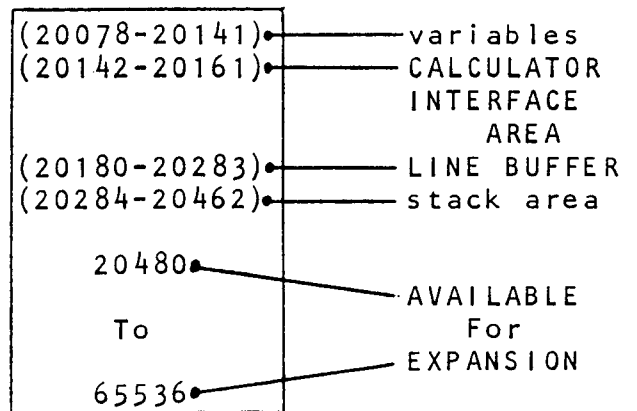 (20078-20141) variables
(20142-20161) CALCULATOR
INTERFACE
AREA
(20180-20283) LINE BUFFER
(20284-20462) stack area
20480
AVAILABLE
To For
EXPANSION
65536